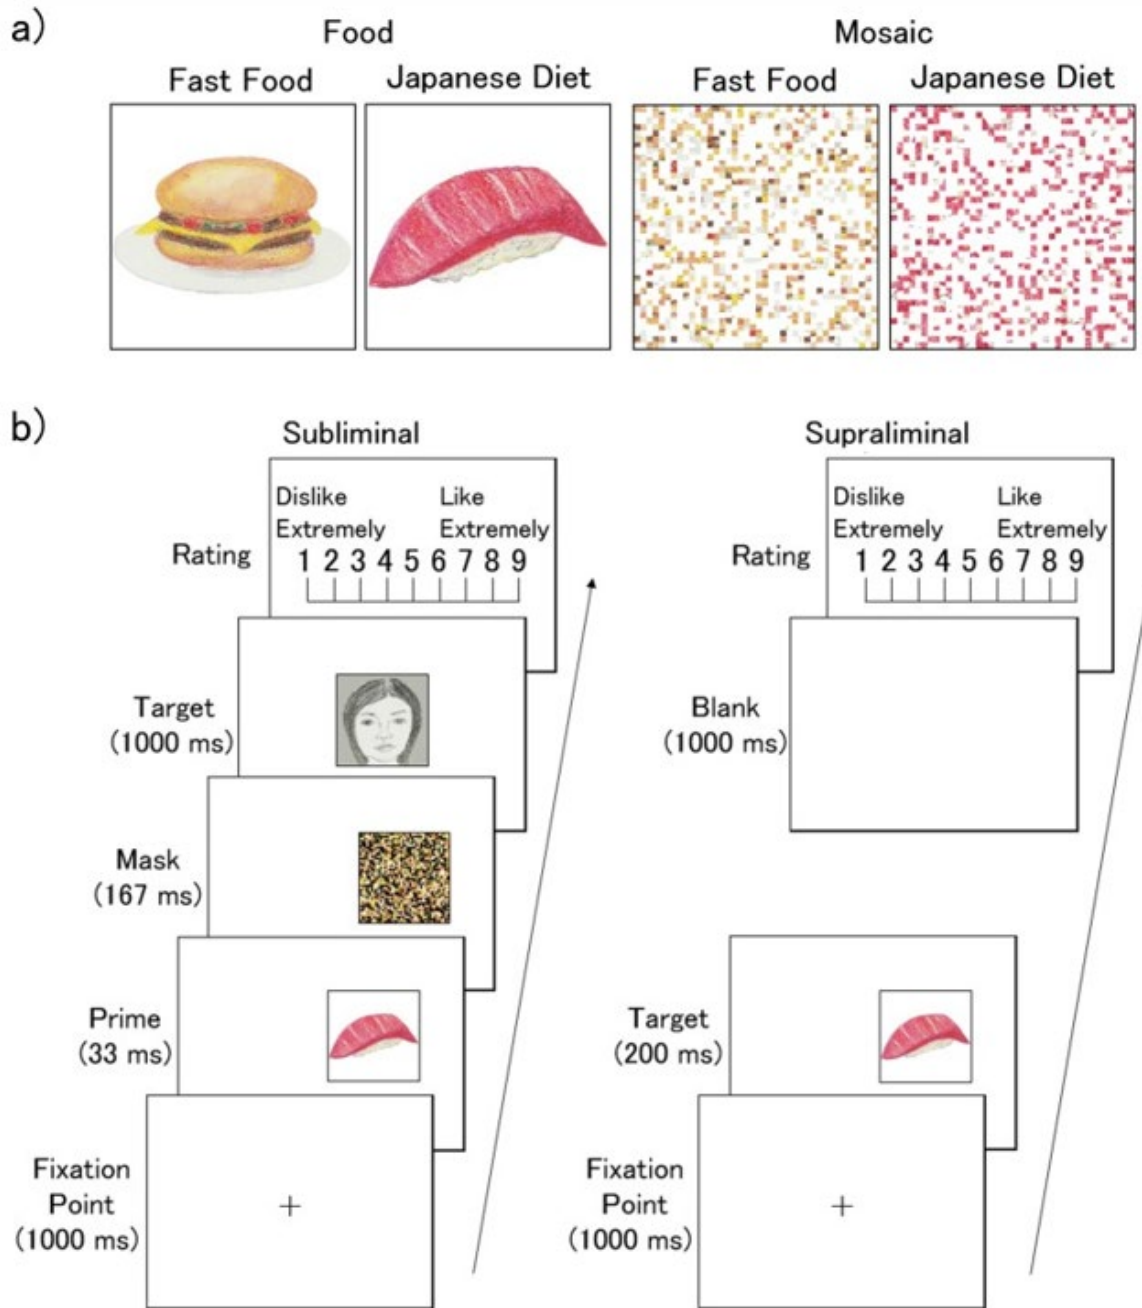 a)
Food
Mosaic
Fast Food
Japanese Diet
Fast Food
Japanese Diet
b)
Subliminal
Dislike
Extremely
Like
Extremely
Rating
1 2 3 4 5 6 7 8 9
Target
(1000 ms)
Mask
(167 ms)
Prime
(33 ms)
Fixation
Point
(1000 ms)
+
Supraliminal
Dislike
Extremely
Like
Extremely
Rating
1 2 3 4 5 6 7 8 9
Blank
(1000 ms)
Target
(200 ms)
Fixation
Point
(1000 ms)
+